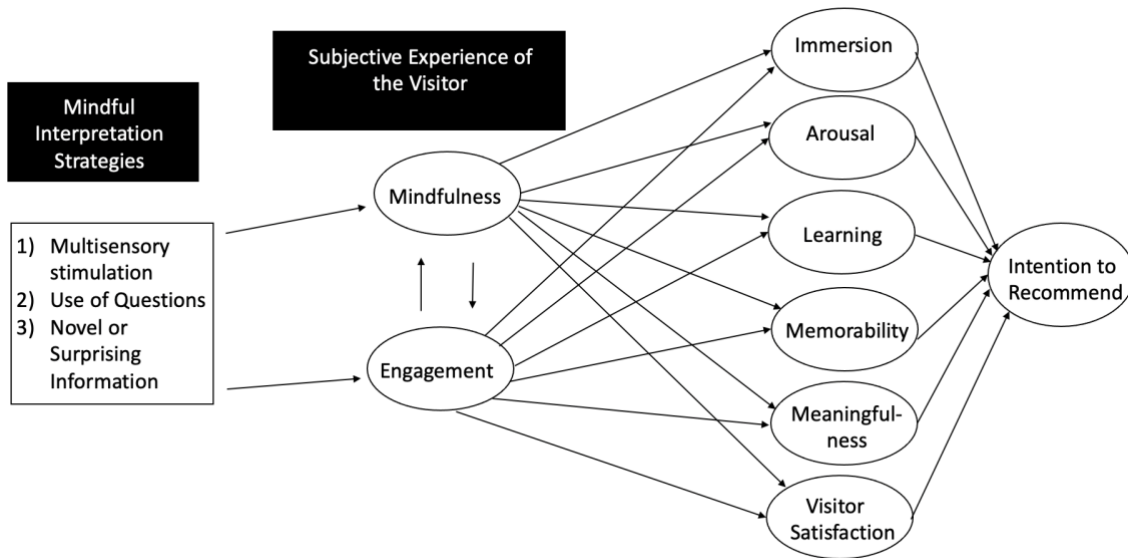 Mindful
Interpretation
Strategies
1) Multisensory
stimulation
2) Use of Questions
3) Novel or
Surprising
Information
Subjective Experience of
the Visitor
Mindfulness
Engagement
Immersion
Arousal
Learning
Memorability
Meaningful-
ness
Visitor
Satisfaction
Intention to
Recommend